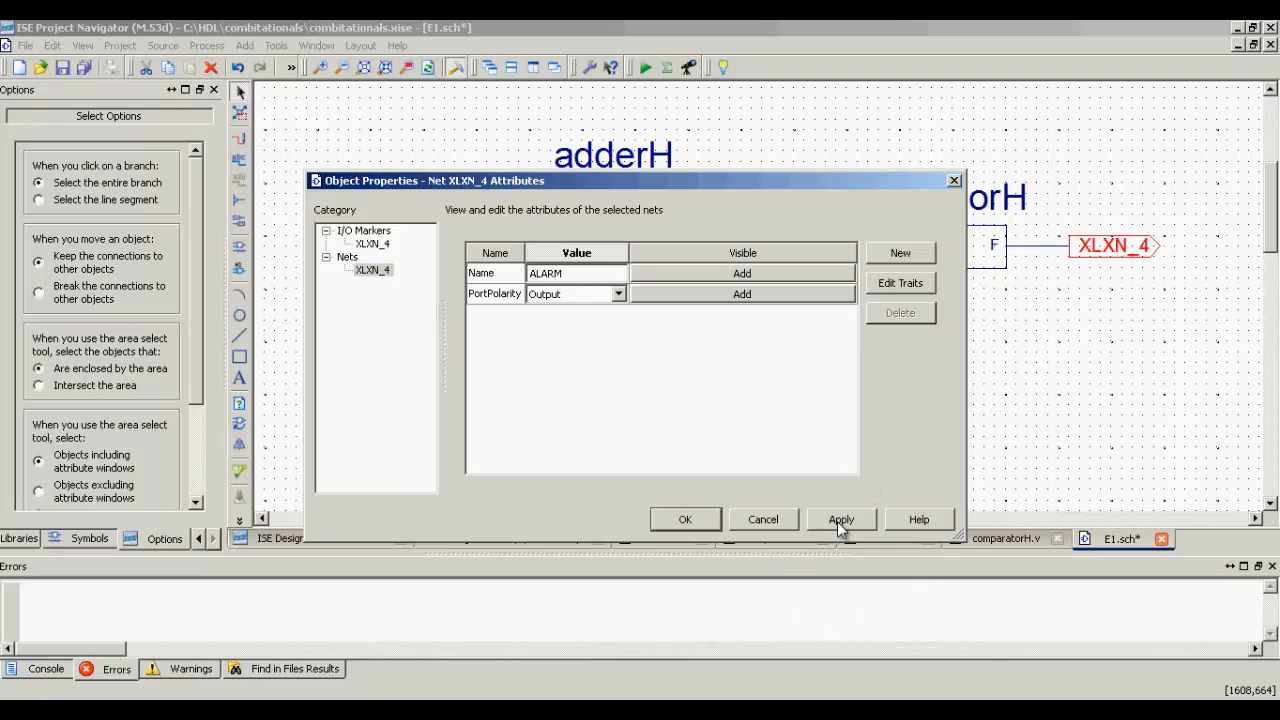 ISE Project Navigator (M.53d) - C:\HDL\combitationals\combitationals.xise - [E1.sch*]
File Edit View Project Source Process Add Tools Window Layout Help
»
Options
Select Options
When you click on a branch:
Select the entire branch
Select the line segment
When you move an object:
Keep the connections to
other objects
Break the connections to
other objects
When you use the area select
tool, select the objects that:
Are enclosed by the area
Intersect the area
When you use the area select
tool, select:
Objects including
attribute windows
Objects excluding
attribute windows
adderH
orH
F
XLXN_4
Object Properties - Net XLXN_4 Attributes
Category
I/O Markers
XLXN_4
Nets
XLXN_4
View and edit the attributes of the selected nets
Name Value Visible
Name ALARM Add
PortPolarity Output Add
New
Edit Traits
Delete
OK Cancel Apply Help
Libraries Symbols Options
ISE Desig
comparatorH.v E1.sch*
Errors
Console Errors Warnings Find in Files Results
[1608,664]